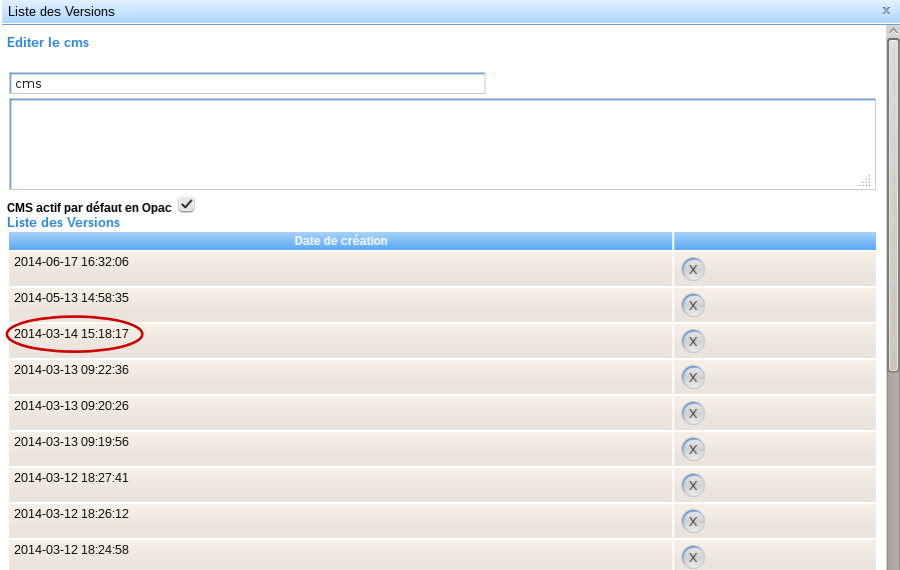 Liste des Versions x
Editer le cms
cms
CMS actif par défaut en Opac
Liste des Versions
Date de création
2014-06-17 16:32:06 X
2014-05-13 14:58:35 X
2014-03-14 15:18:17 X
2014-03-13 09:22:36 X
2014-03-13 09:20:26 X
2014-03-13 09:19:56 X
2014-03-12 18:27:41 X
2014-03-12 18:26:12 X
2014-03-12 18:24:58 X